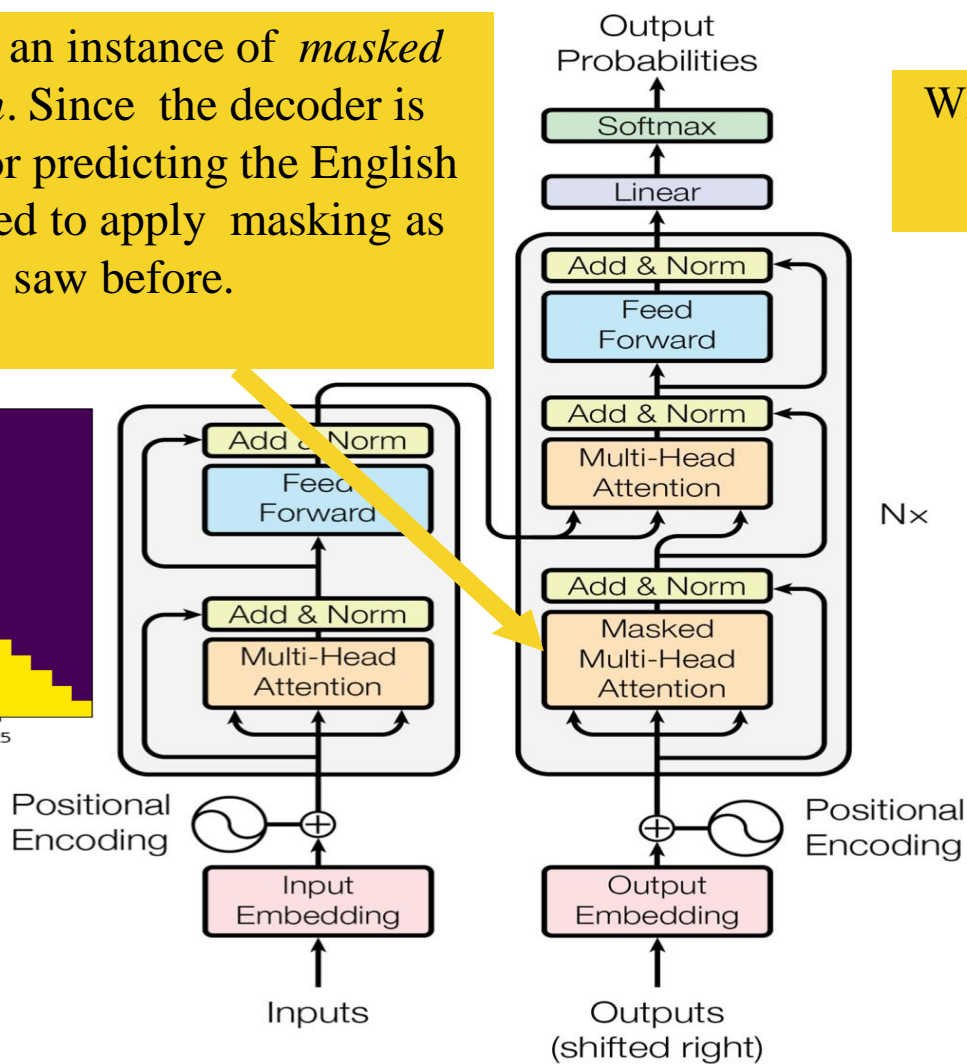 an instance of masked
. Since the decoder is
or predicting the English
ed to apply masking as
saw before.
W
5
Output
Probabilities
Softmax
Linear
Add & Norm
Feed
Forward
Add & Norm
Multi-Head
Attention
Add & Norm
Masked
Multi-Head
Attention
N×
Add & Norm
Feed
Forward
Add & Norm
Multi-Head
Attention
Positional
Encoding
Positional
Encoding
Input
Embedding
Output
Embedding
Inputs
Outputs
(shifted right)